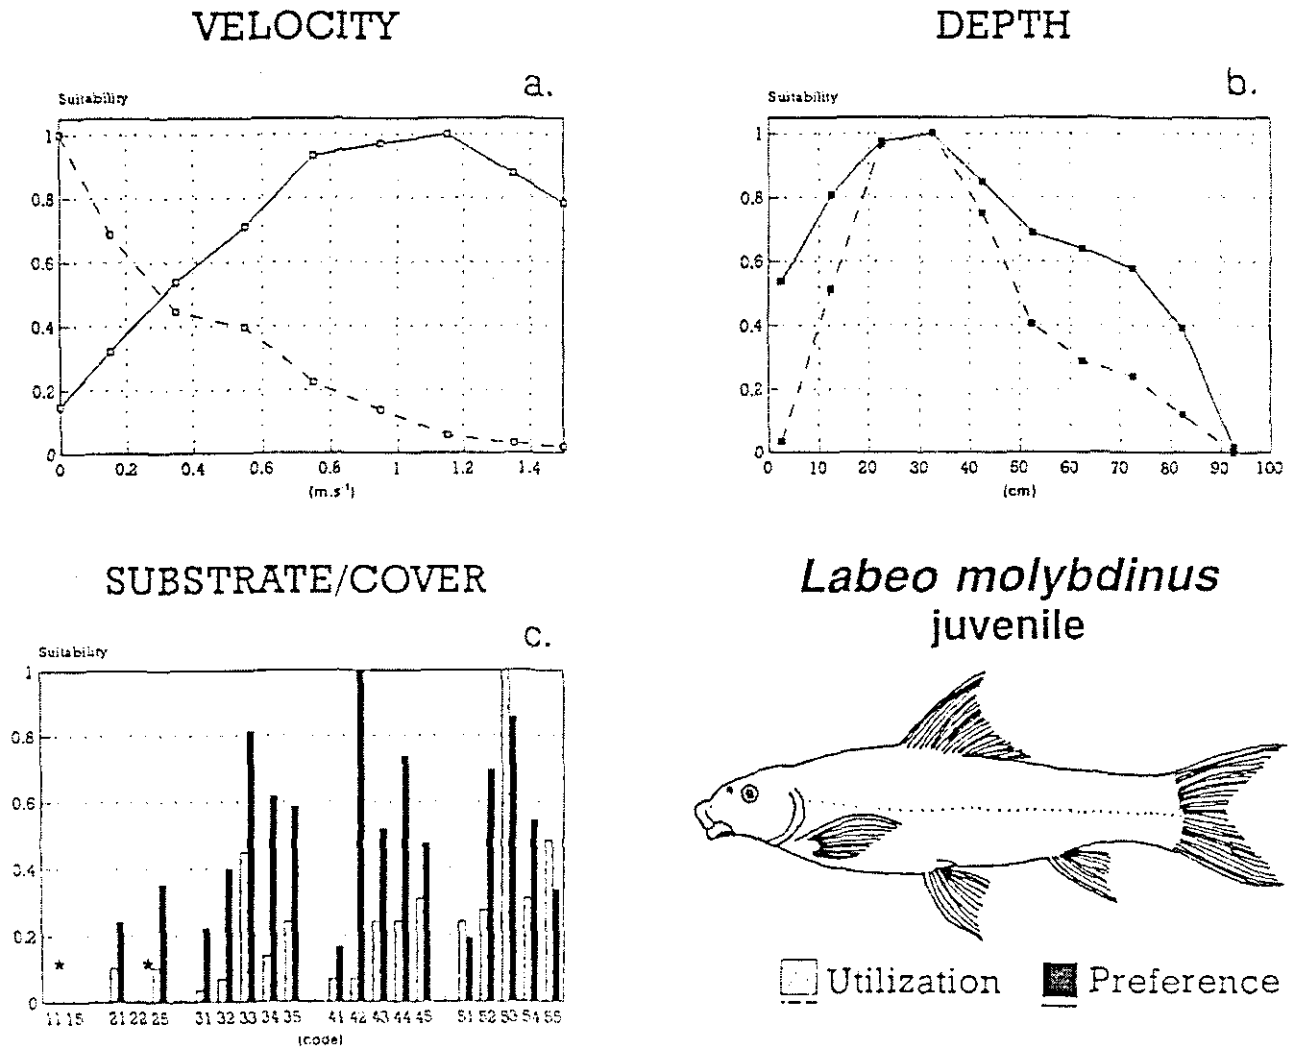 VELOCITY
a.
Suitability
1
0.8
0.6
0.4
0.2
0
0 0.2 0.4 0.6 0.8 1 1.2 1.4
(m.s⁻¹)
DEPTH
b.
Suitability
1
0.8
0.6
0.4
0.2
0
0 10 20 30 40 50 60 70 80 90 100
(cm)
SUBSTRATE/COVER
c.
Suitability
1
0.8
0.6
0.4
0.2
0
★ ★
11 15 21 22 25 31 32 33 34 35 41 42 43 44 45 51 52 53 54 55
(code)
Labeo molybdinus
juvenile
Utilization
Preference